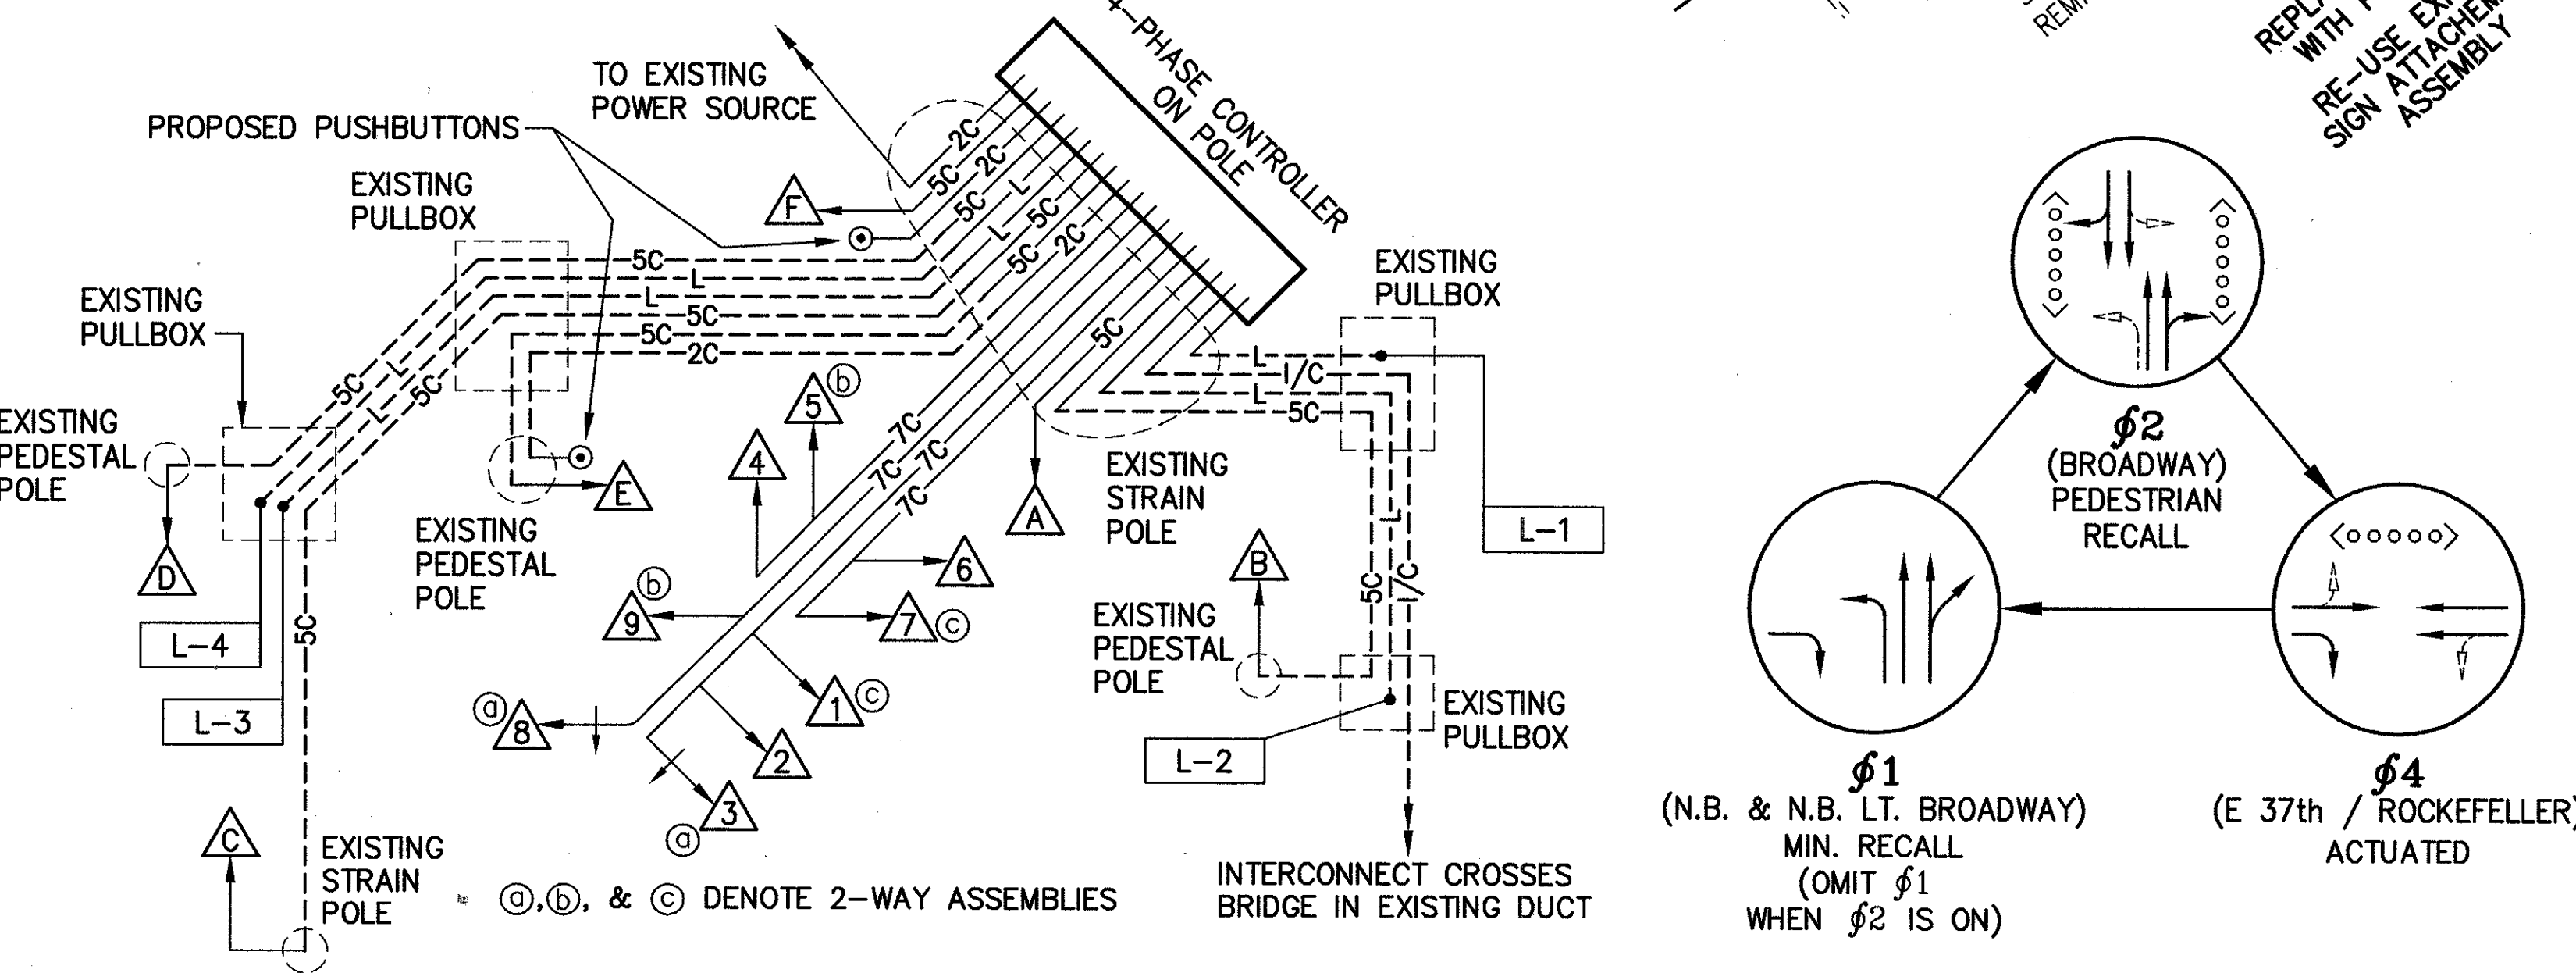 4-PHASE CONTROLLER
ON POLE
REPLA
WITH
RE-USE EX
SIGN ATTACHEM
ASSEMBLY
REM
TO EXISTING
POWER SOURCE
PROPOSED PUSHBUTTONS
EXISTING
PULLBOX
EXISTING
PULLBOX
EXISTING
PEDESTAL
POLE
2C
5C
2C
5C
L
L
5C
5C
2C
F
5C
L
L
5C
5C
2C
5C
L
L
5C
D
L-4
L-3
5C
C
EXISTING
STRAIN
POLE
E
EXISTING
PEDESTAL
POLE
4
5 b
7C
7C
7C
7C
9 b
6
7 c
8 a
1 c
2
3 a
5C
A
EXISTING
STRAIN
POLE
EXISTING
PULLBOX
L
I/C
L
5C
L-1
5C
L
I/C
B
EXISTING
PEDESTAL
POLE
L-2
EXISTING
PULLBOX
INTERCONNECT CROSSES
BRIDGE IN EXISTING DUCT
a, b, & c DENOTE 2-WAY ASSEMBLIES
∮2
(BROADWAY)
PEDESTRIAN
RECALL
∮1
(N.B. & N.B. LT. BROADWAY)
MIN. RECALL
(OMIT ∮1
WHEN ∮2 IS ON)
∮4
(E 37th / ROCKEFELLER)
ACTUATED